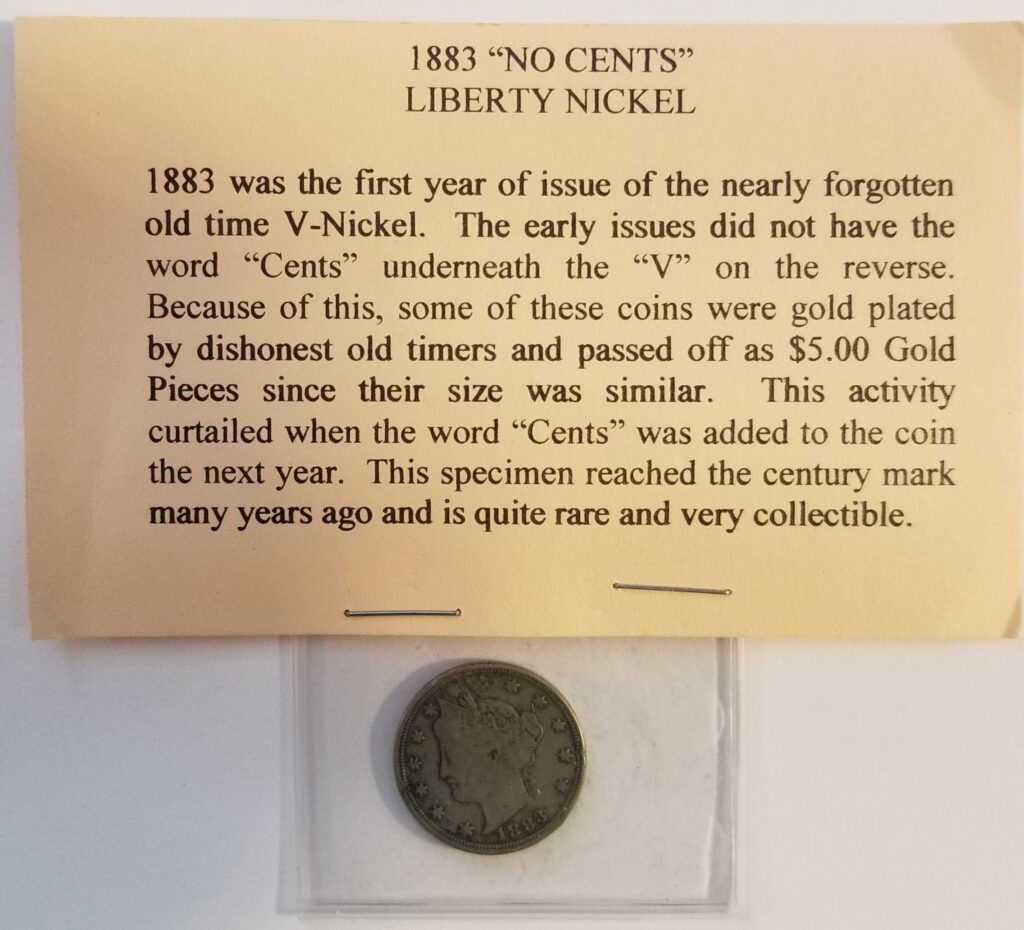 1883 “NO CENTS”
LIBERTY NICKEL
1883 was the first year of issue of the nearly forgotten
old time V-Nickel. The early issues did not have the
word “Cents” underneath the “V” on the reverse.
Because of this, some of these coins were gold plated
by dishonest old timers and passed off as $5.00 Gold
Pieces since their size was similar. This activity
curtailed when the word “Cents” was added to the coin
the next year. This specimen reached the century mark
many years ago and is quite rare and very collectible.
1883